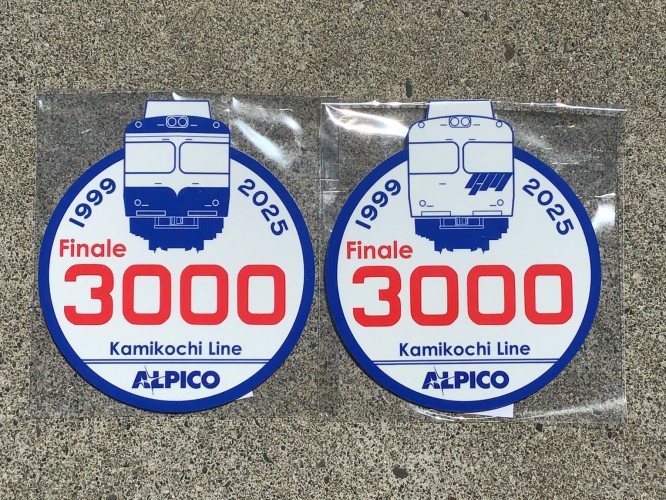 1999
2025
Finale
3000
Kamikochi Line
ALPICO
1999
2025
Finale
3000
Kamikochi Line
ALPICO